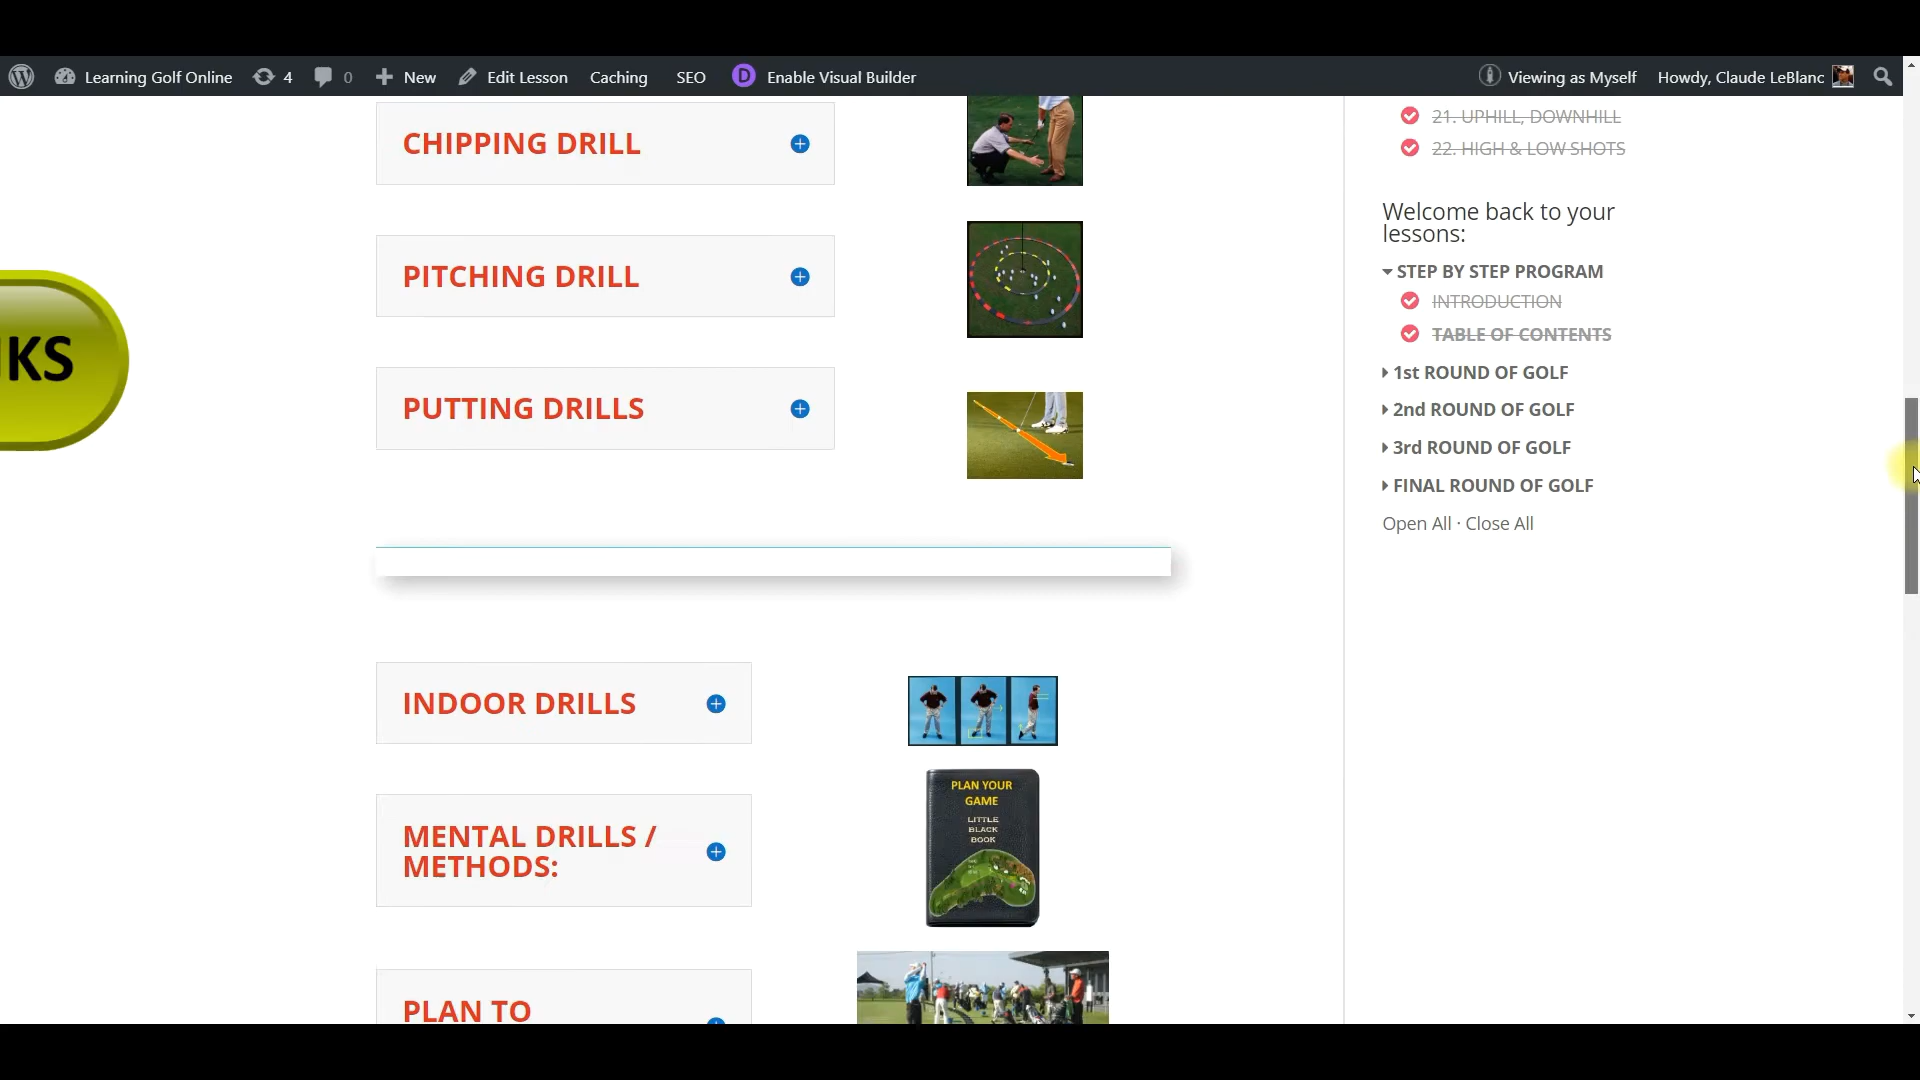 Learning Golf Online 4 0 New Edit Lesson Caching SEO D Enable Visual Builder Viewing as Myself Howdy, Claude LeBlanc
CHIPPING DRILL
PITCHING DRILL
PUTTING DRILLS
KS
INDOOR DRILLS
MENTAL DRILLS /
METHODS:
PLAN TO
PLAN YOUR
GAME
LITTLE
BLACK
BOOK
21. UPHILL, DOWNHILL
22. HIGH & LOW SHOTS
Welcome back to your
lessons:
STEP BY STEP PROGRAM
INTRODUCTION
TABLE OF CONTENTS
1st ROUND OF GOLF
2nd ROUND OF GOLF
3rd ROUND OF GOLF
FINAL ROUND OF GOLF
Open All · Close All